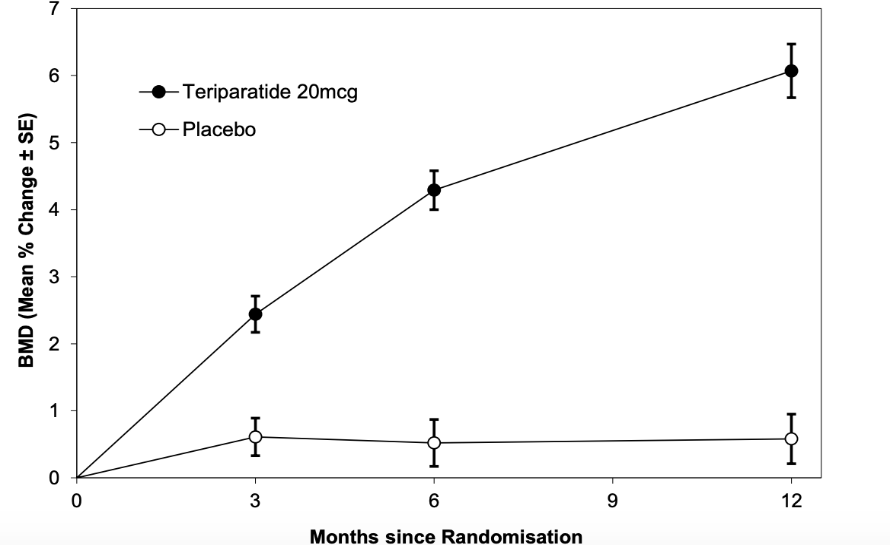 7
6
5
4
3
2
1
0
BMD (Mean % Change ± SE)
Teriparatide 20mcg
Placebo
0 3 6 9 12
Months since Randomisation